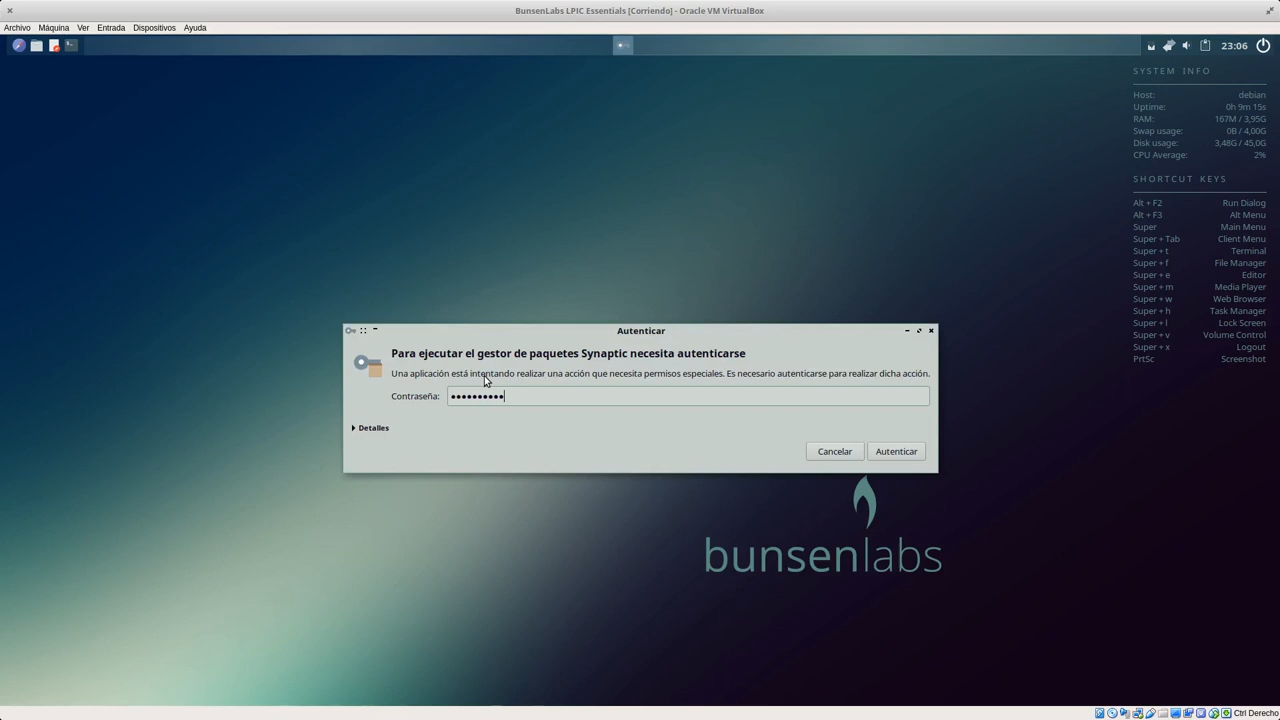 BunsenLabs LPIC Essentials [Corriendo] - Oracle VM VirtualBox
Archivo Máquina Ver Entrada Dispositivos Ayuda
23:06
SYSTEM INFO
Host: debian
Uptime: 0h 9m 15s
RAM: 167M / 3,95G
Swap usage: 0B / 4,00G
Disk usage: 3,48G / 45,0G
CPU Average: 2%
SHORTCUT KEYS
Alt + F2 Run Dialog
Alt + F3 Alt Menu
Super Main Menu
Super + Tab Client Menu
Super + t Terminal
Super + f File Manager
Super + e Editor
Super + m Media Player
Super + w Web Browser
Super + h Task Manager
Super + l Lock Screen
Super + v Volume Control
Super + x Logout
PrtSc Screenshot
Autenticar
Para ejecutar el gestor de paquetes Synaptic necesita autenticarse
Una aplicación está intentando realizar una acción que necesita permisos especiales. Es necesario autenticarse para realizar dicha acción.
Contraseña: ••••••••••
Detalles
Cancelar Autenticar
bunsenlabs
Ctrl Derecho